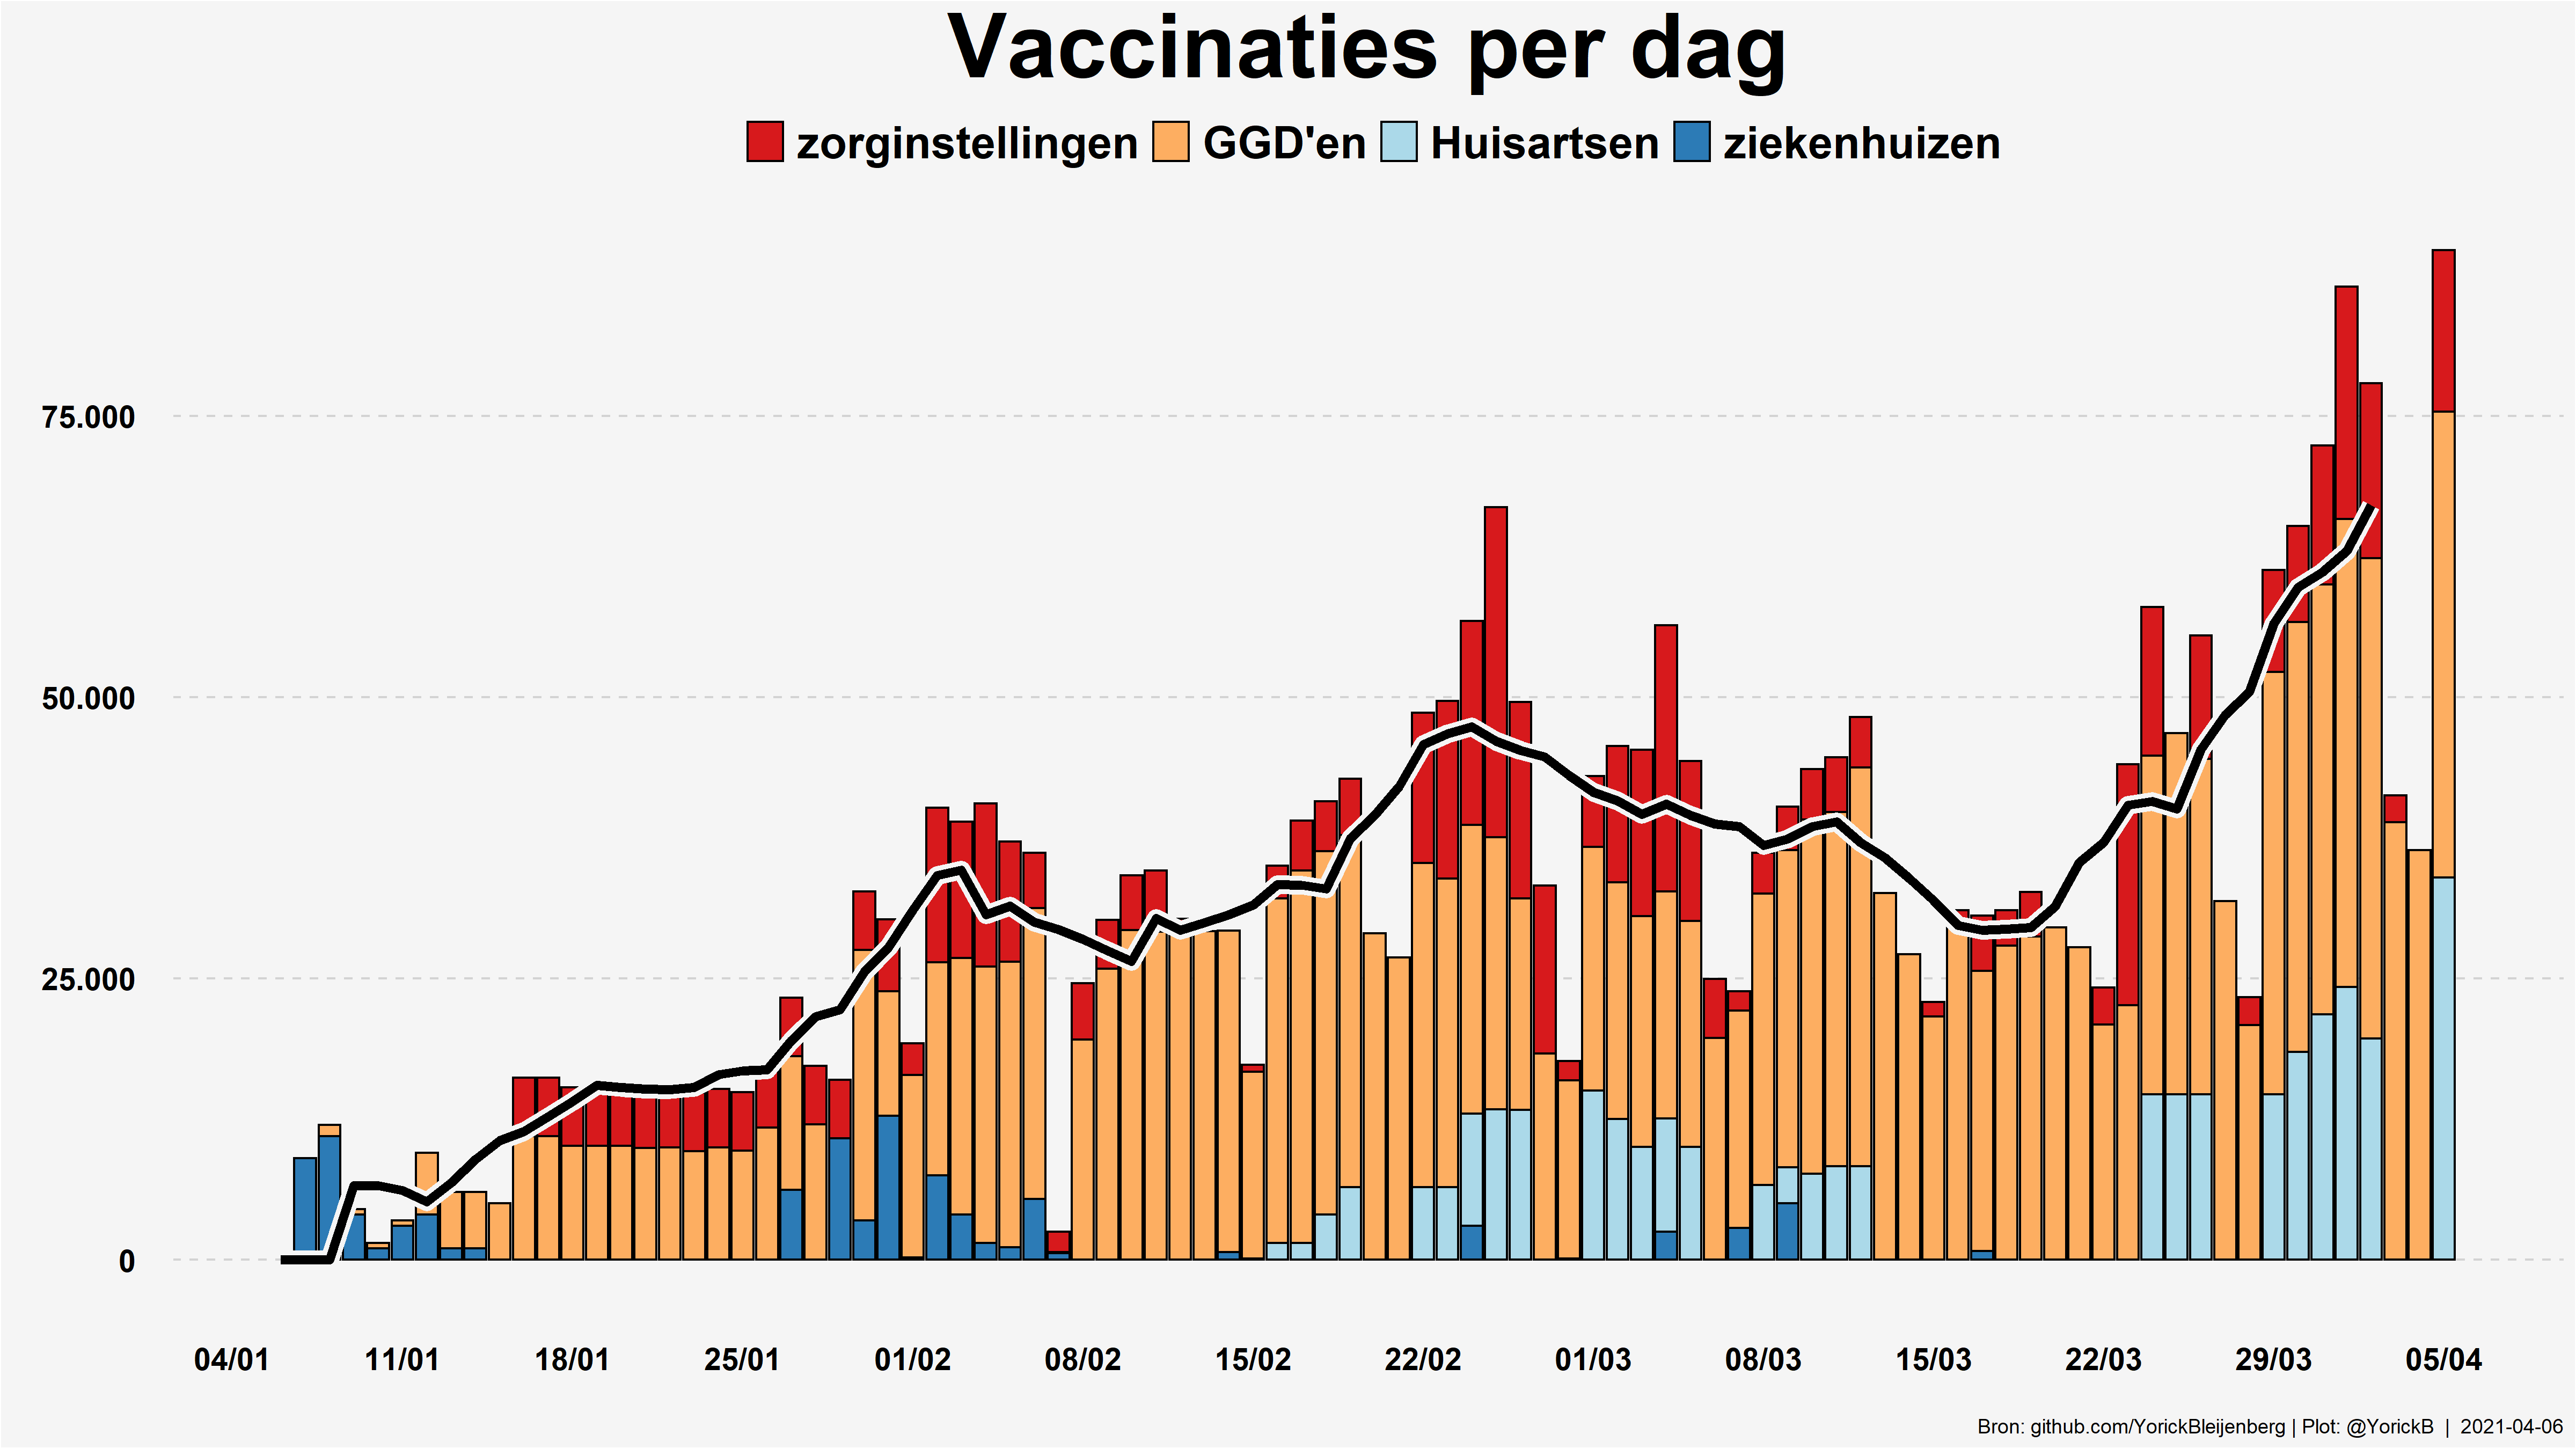 Vaccinaties per dag
zorginstellingen GGD'en Huisartsen ziekenhuizen
75.000
50.000
25.000
0
04/01 11/01 18/01 25/01 01/02 08/02 15/02 22/02 01/03 08/03 15/03 22/03 29/03 05/04
Bron: github.com/YorickBleijenberg | Plot: @YorickB | 2021-04-06